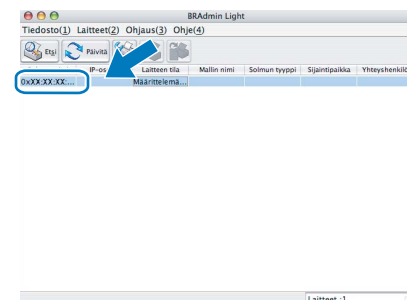 BRAdmin Light
Tiedosto(1) Laitteet(2) Ohjaus(3) Ohje(4)
Etsi Päivitä
IP-os Laitteen tila Mallin nimi Solmun tyyppi Sijaintipaikka Yhteyshenkilö
0xXX:XX:XX:... Määrittelemä...
Laitteet :1